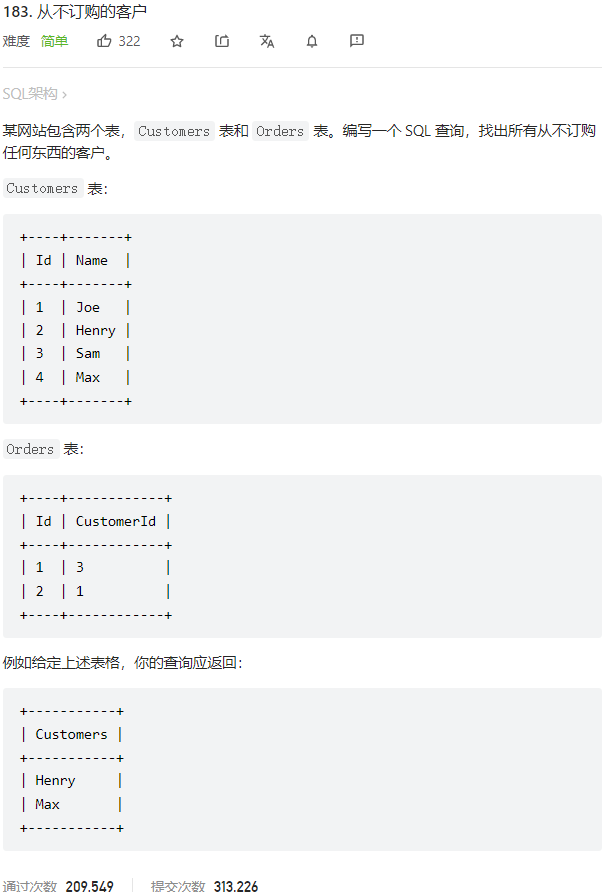 183. 从不订购的客户
难度 简单 322
SQL架构 ›
某网站包含两个表，Customers 表和 Orders 表。编写一个 SQL 查询，找出所有从不订购
任何东西的客户。
Customers 表：
+----+-------+
| Id | Name  |
+----+-------+
| 1  | Joe   |
| 2  | Henry |
| 3  | Sam   |
| 4  | Max   |
+----+-------+
Orders 表：
+----+------------+
| Id | CustomerId |
+----+------------+
| 1  | 3          |
| 2  | 1          |
+----+------------+
例如给定上述表格，你的查询应返回：
+-----------+
| Customers |
+-----------+
| Henry     |
| Max       |
+-----------+
通过次数 209,549 提交次数 313,226